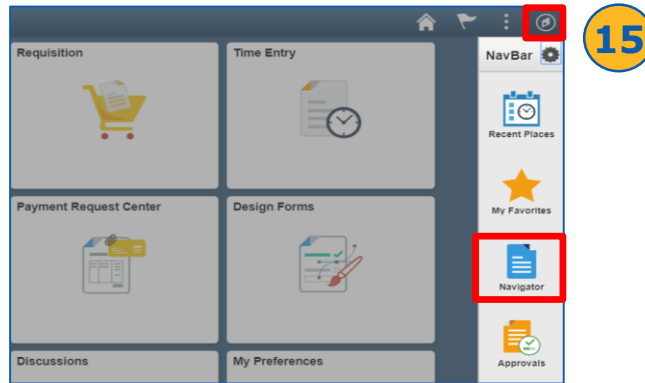 Requisition
Time Entry
NavBar
15
Recent Places
My Favorites
Payment Request Center
Design Forms
Navigator
Discussions
My Preferences
Approvals